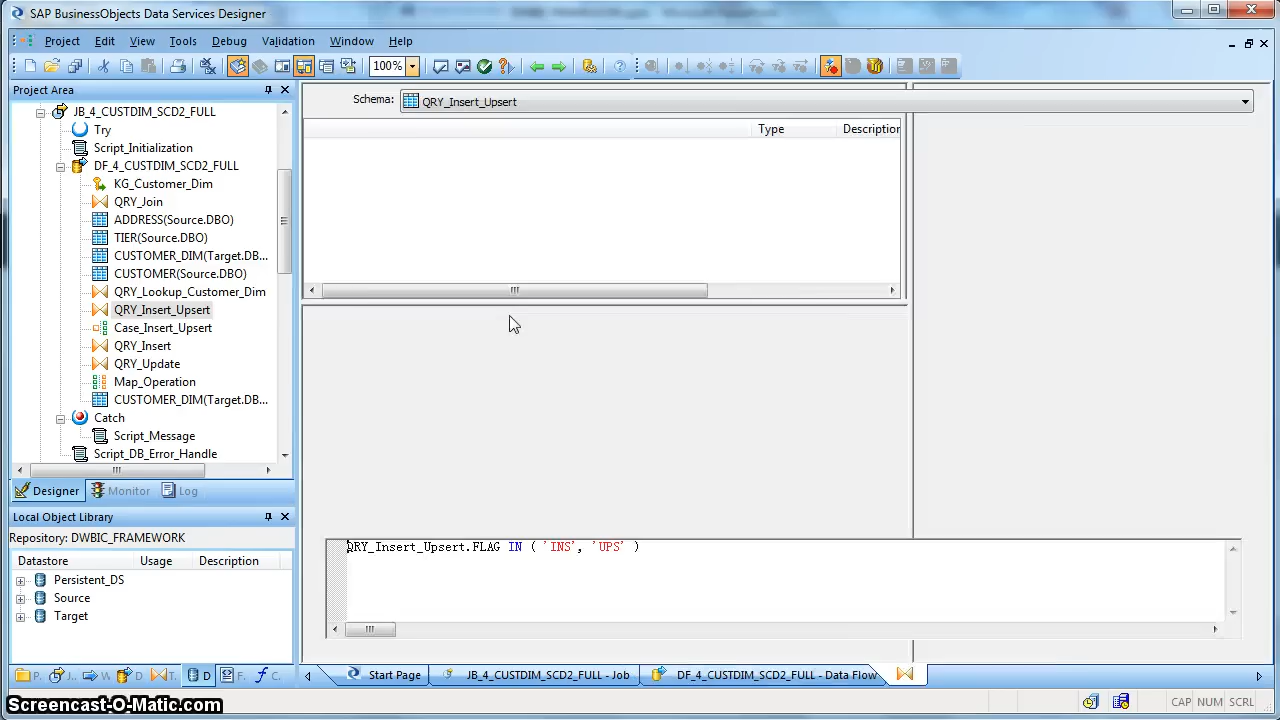 SAP BusinessObjects Data Services Designer
Project Edit View Tools Debug Validation Window Help
100%
Project Area
Schema: QRY_Insert_Upsert
Type Description
JB_4_CUSTDIM_SCD2_FULL
Try
Script_Initialization
DF_4_CUSTDIM_SCD2_FULL
KG_Customer_Dim
QRY_Join
ADDRESS(Source.DBO)
TIER(Source.DBO)
CUSTOMER_DIM(Target.DB...
CUSTOMER(Source.DBO)
QRY_Lookup_Customer_Dim
QRY_Insert_Upsert
Case_Insert_Upsert
QRY_Insert
QRY_Update
Map_Operation
CUSTOMER_DIM(Target.DB...
Catch
Script_Message
Script_DB_Error_Handle
Designer Monitor Log
Local Object Library
Repository: DWBIC_FRAMEWORK
Datastore Usage Description
Persistent_DS
Source
Target
QRY_Insert_Upsert.FLAG IN ( 'INS', 'UPS' )
P. J.. W T. D D F. C.
Start Page JB_4_CUSTDIM_SCD2_FULL - Job DF_4_CUSTDIM_SCD2_FULL - Data Flow
Screencast-O-Matic.com
CAP NUM SCRL